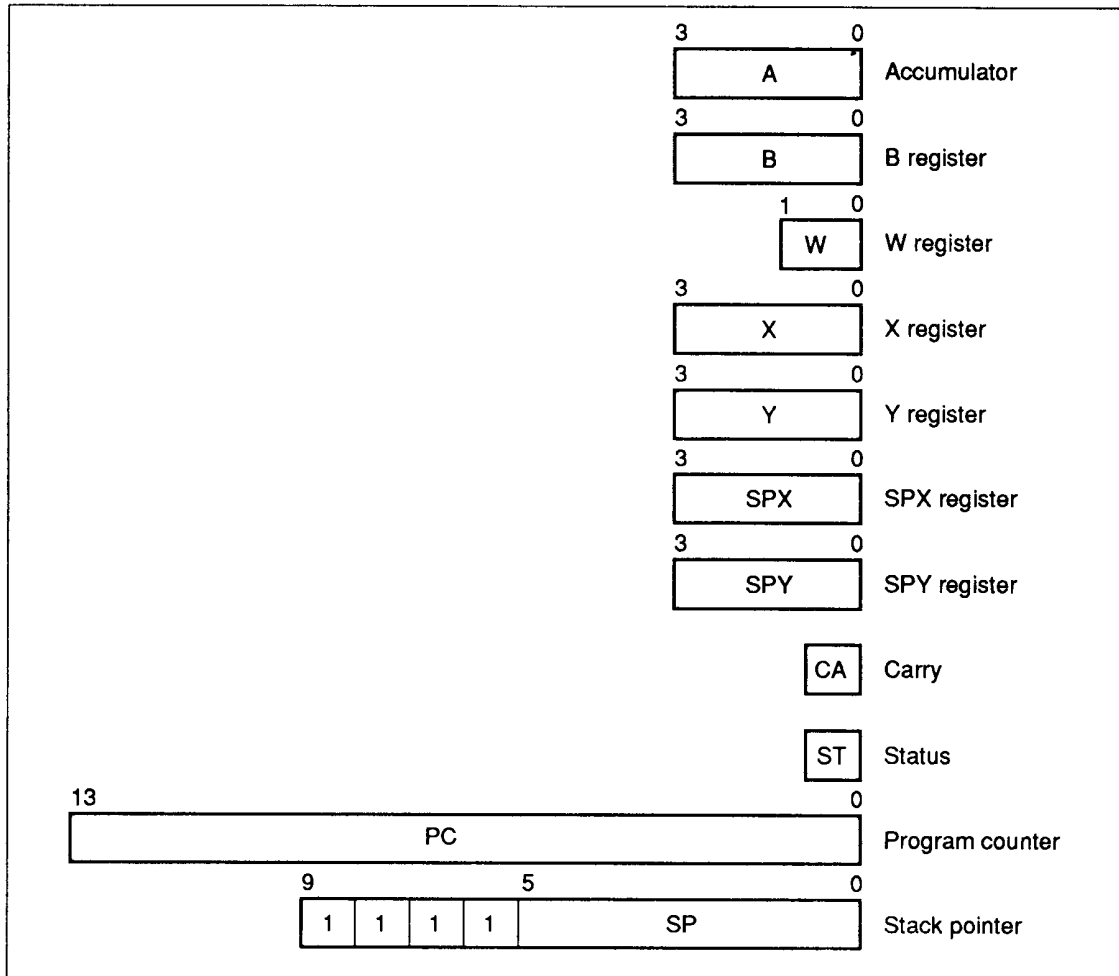 3 0
A Accumulator
3 0
B B register
1 0
W W register
3 0
X X register
3 0
Y Y register
3 0
SPX SPX register
3 0
SPY SPY register
CA Carry
ST Status
13 0
PC Program counter
9 5 0
1 1 1 1 SP Stack pointer